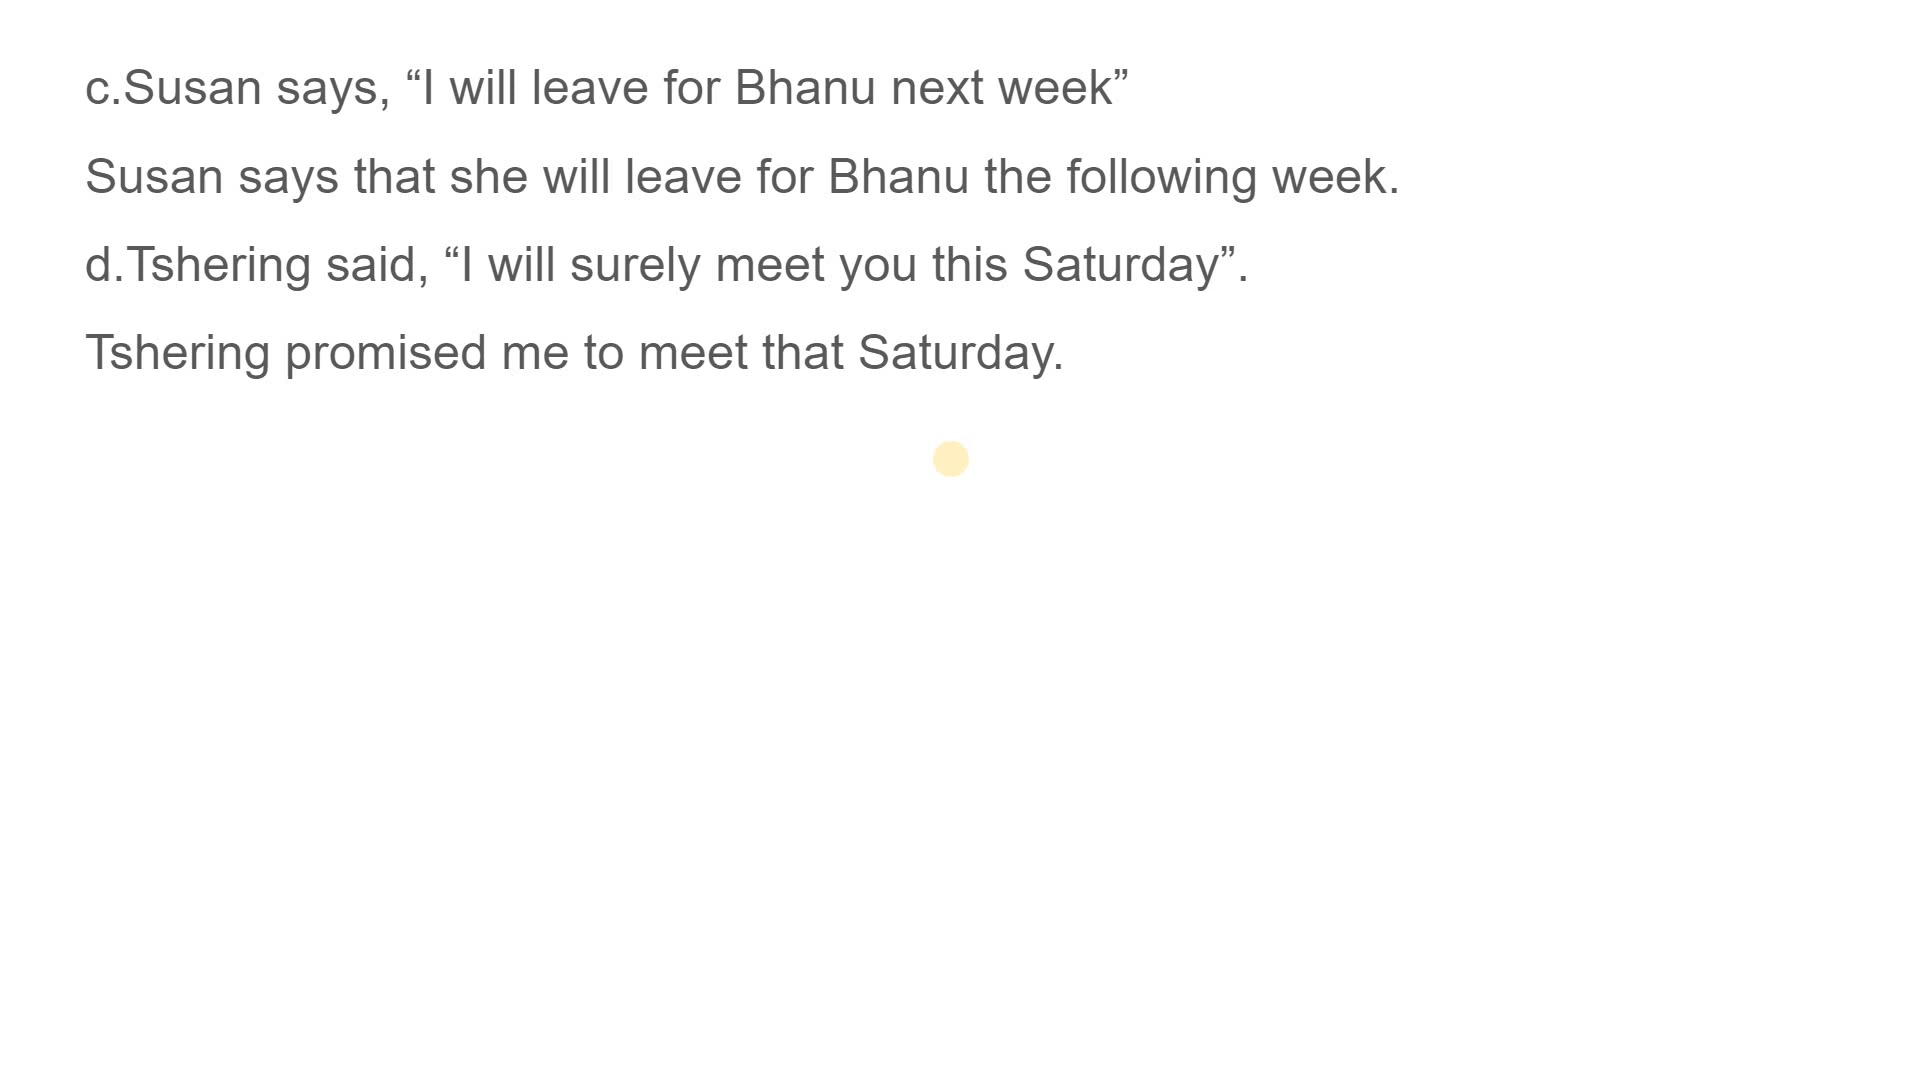 c.Susan says, “I will leave for Bhanu next week”
Susan says that she will leave for Bhanu the following week.
d.Tshering said, “I will surely meet you this Saturday”.
Tshering promised me to meet that Saturday.